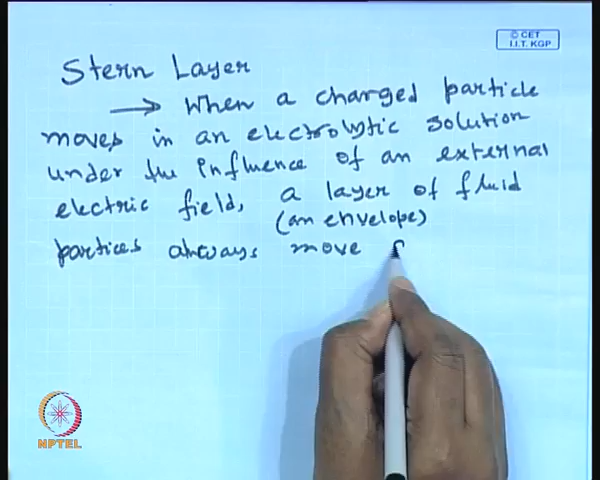 © CET
I.I.T. KGP
Stern Layer
→ When a charged particle
moves in an electrolytic solution
under the influence of an external
electric field, a layer of fluid
(an envelope)
partices always move
NPTEL